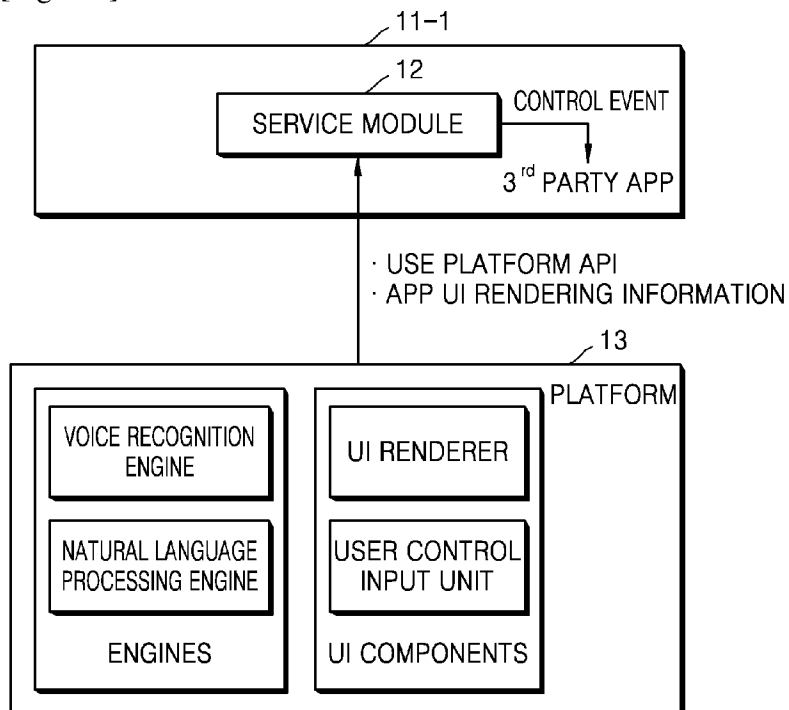 11-1
12
SERVICE MODULE
CONTROL EVENT
3rd PARTY APP
· USE PLATFORM API
· APP UI RENDERING INFORMATION
13
PLATFORM
VOICE RECOGNITION
ENGINE
NATURAL LANGUAGE
PROCESSING ENGINE
ENGINES
UI RENDERER
USER CONTROL
INPUT UNIT
UI COMPONENTS